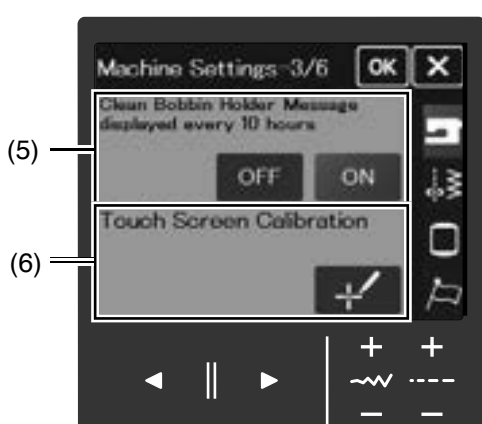 Machine Settings-3/6 OK X
Clean Bobbin Holder Message
displayed every 10 hours
(5)
OFF ON
Touch Screen Calibration
(6)
+ +
− −